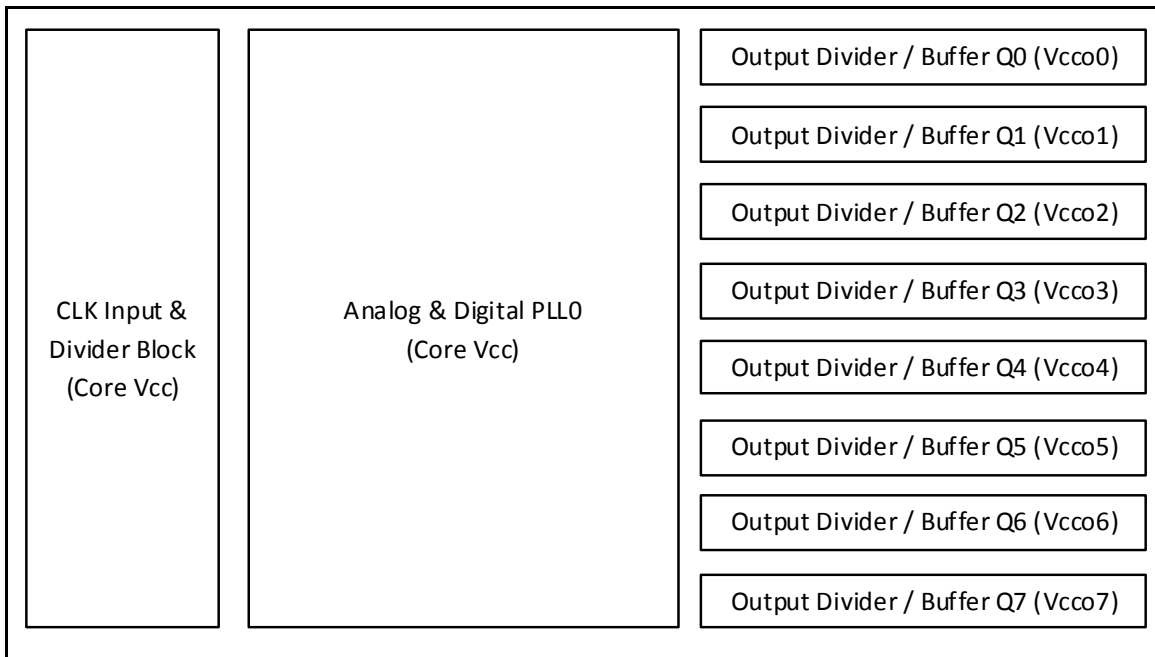 CLK Input &
Divider Block
(Core Vcc)
Analog & Digital PLL0
(Core Vcc)
Output Divider / Buffer Q0 (Vcco0)
Output Divider / Buffer Q1 (Vcco1)
Output Divider / Buffer Q2 (Vcco2)
Output Divider / Buffer Q3 (Vcco3)
Output Divider / Buffer Q4 (Vcco4)
Output Divider / Buffer Q5 (Vcco5)
Output Divider / Buffer Q6 (Vcco6)
Output Divider / Buffer Q7 (Vcco7)